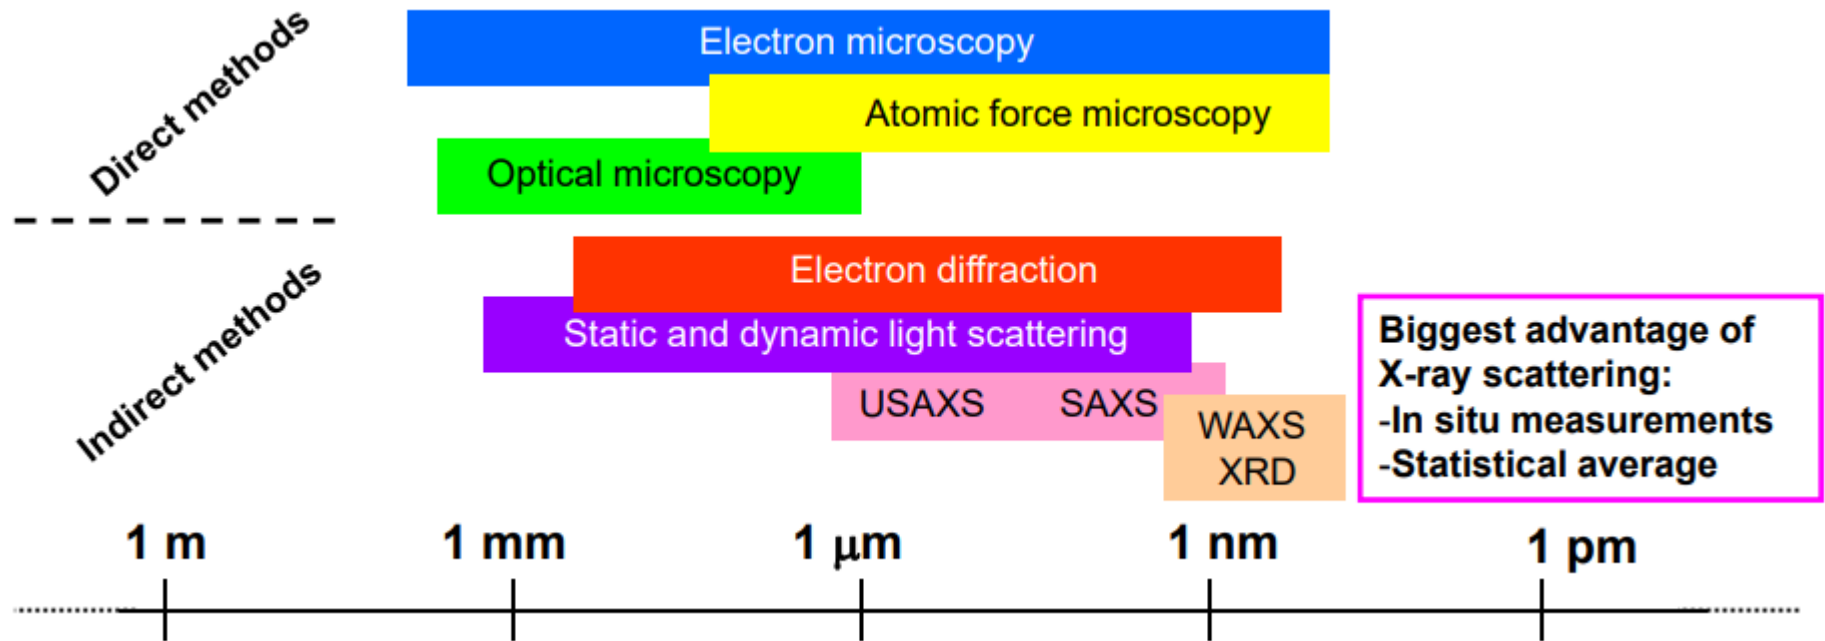 Direct methods
Electron microscopy
Atomic force microscopy
Optical microscopy
Indirect methods
Electron diffraction
Static and dynamic light scattering
USAXS SAXS
WAXS
XRD
Biggest advantage of
X-ray scattering:
-In situ measurements
-Statistical average
1 m 1 mm 1 μm 1 nm 1 pm